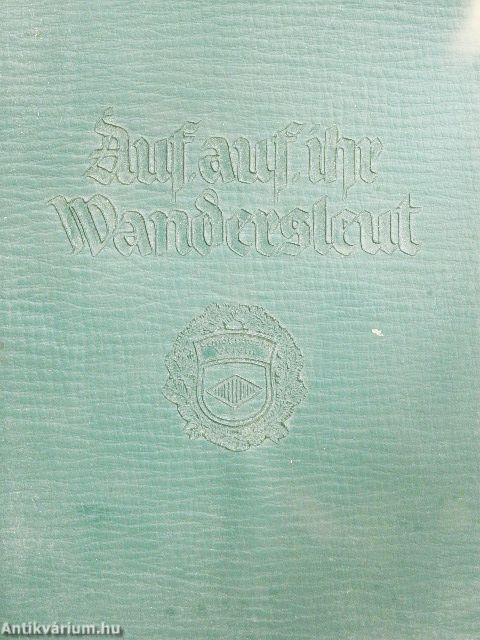 Auf, auf, ihr
Wandersleut
Antikvárium.hu